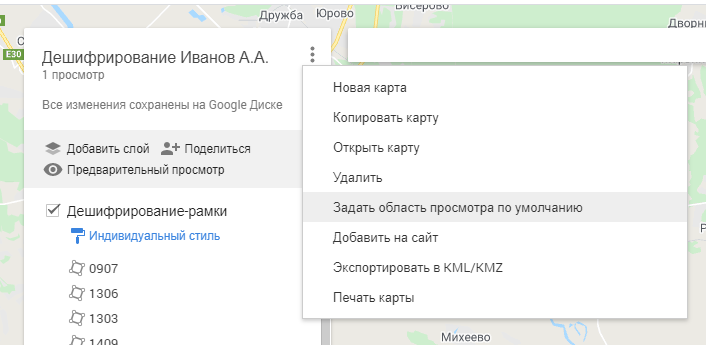 Дружба
Юрово
Бисерово
E30
Дешифрирование Иванов А.А.
1 просмотр
Все изменения сохранены на Google Диске
Добавить слой
Поделиться
Предварительный просмотр
Дешифрирование-рамки
Индивидуальный стиль
0907
1306
1303
1409
Новая карта
Копировать карту
Открыть карту
Удалить
Задать область просмотра по умолчанию
Добавить на сайт
Экспортировать в KML/KMZ
Печать карты
Михеево